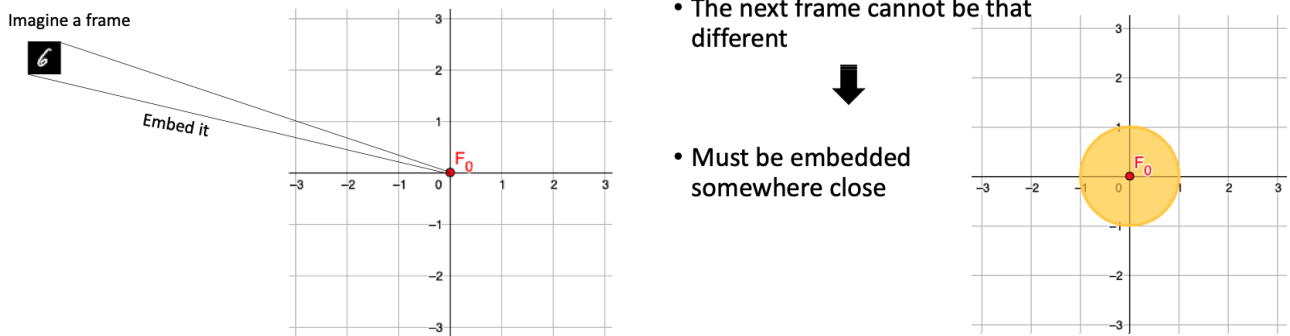 Imagine a frame
6
Embed it
3
2
1
F0
-3 -2 -1 0 1 2 3
-1
-2
-3
• The next frame cannot be that
different
• Must be embedded
somewhere close
3
2
1
F0
-3 -2 -1 0 1 2 3
-1
-2
-3